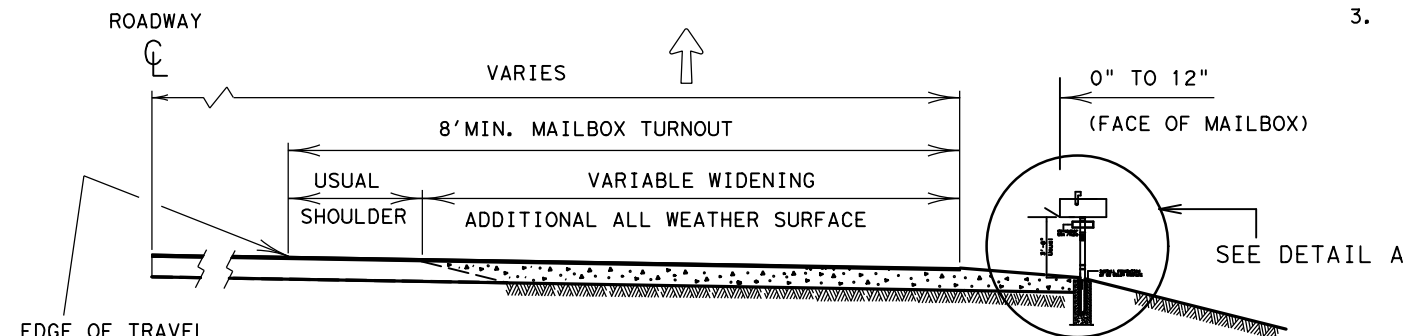 3.
ROADWAY
CL
VARIES
0" TO 12"
(FACE OF MAILBOX)
8'MIN. MAILBOX TURNOUT
USUAL
SHOULDER
VARIABLE WIDENING
ADDITIONAL ALL WEATHER SURFACE
SEE DETAIL A
EDGE OF TRAVEL